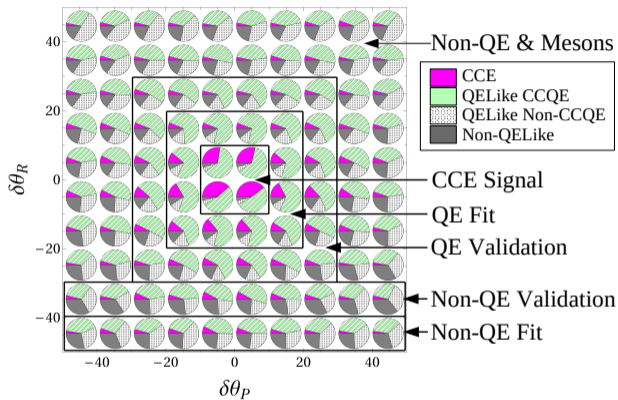 40
20
0
−20
−40
δθR
−40
−20
0
20
40
δθP
Non-QE & Mesons
CCE
QELike CCQE
QELike Non-CCQE
Non-QELike
CCE Signal
QE Fit
QE Validation
Non-QE Validation
Non-QE Fit